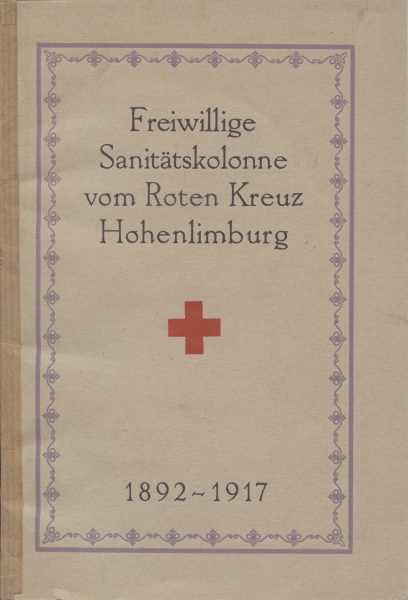 Freiwillige
Sanitätskolonne
vom Roten Kreuz
Hohenlimburg
1892-1917